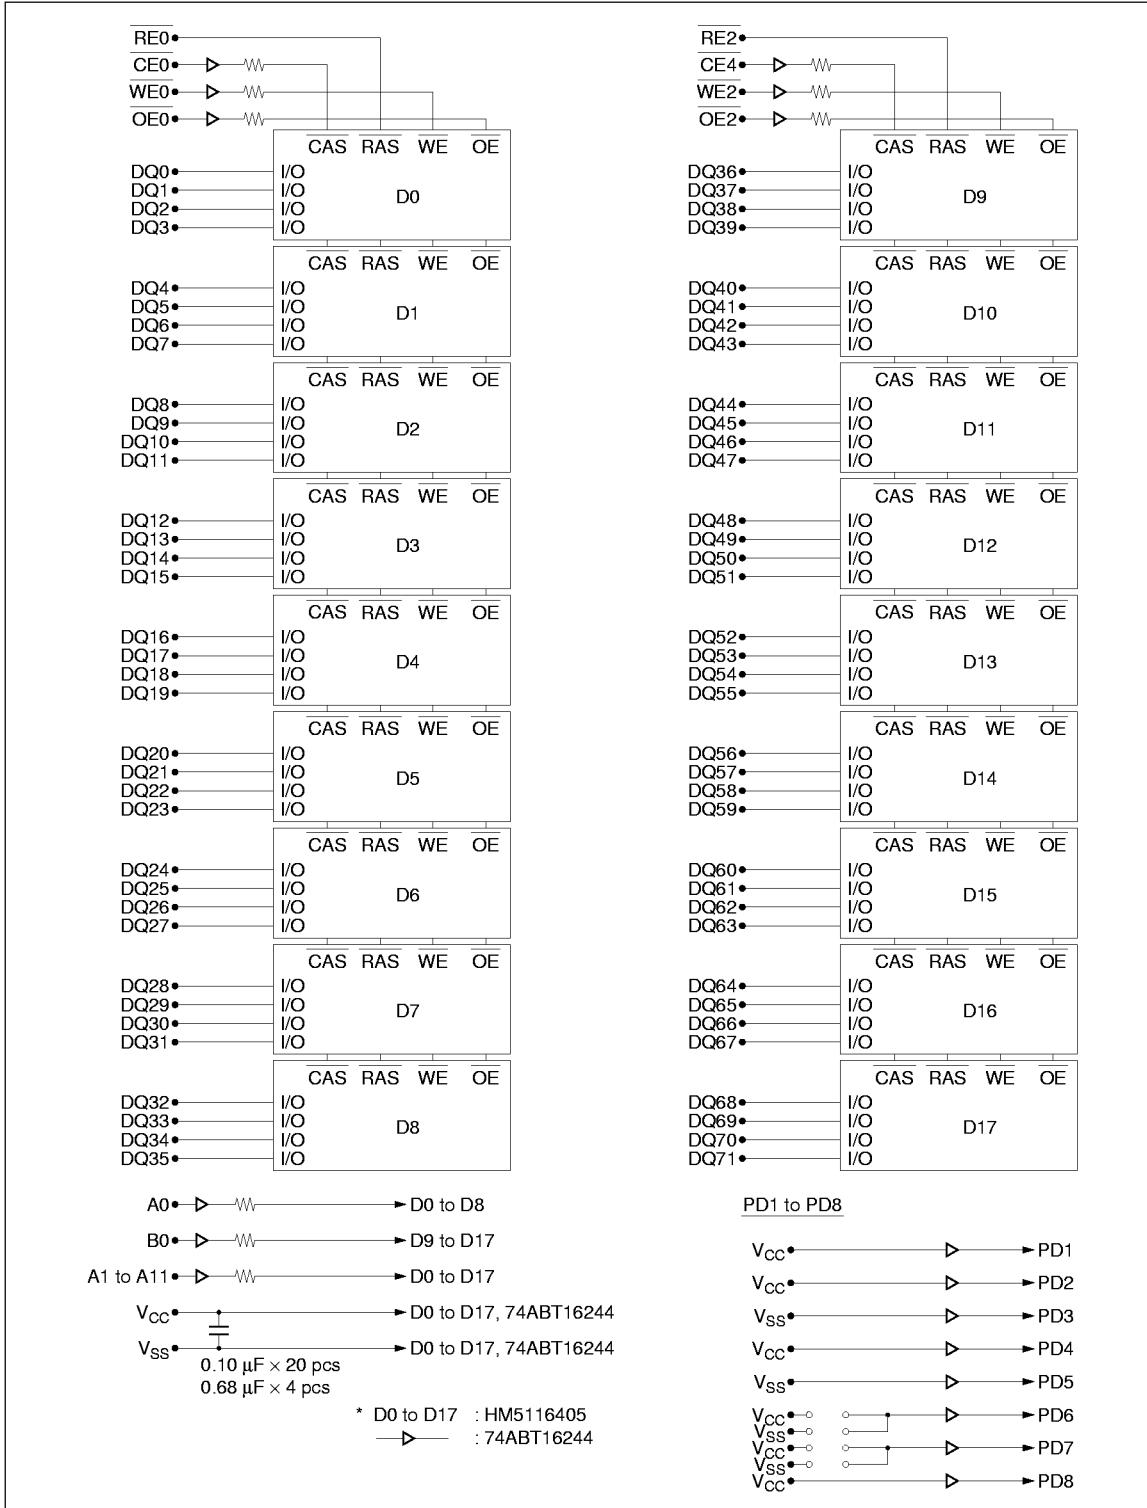 RE0
CE0
WE0
OE0
CAS RAS WE OE
DQ0 I/O
DQ1 I/O
DQ2 I/O
DQ3 I/O
D0
CAS RAS WE OE
DQ4 I/O
DQ5 I/O
DQ6 I/O
DQ7 I/O
D1
CAS RAS WE OE
DQ8 I/O
DQ9 I/O
DQ10 I/O
DQ11 I/O
D2
CAS RAS WE OE
DQ12 I/O
DQ13 I/O
DQ14 I/O
DQ15 I/O
D3
CAS RAS WE OE
DQ16 I/O
DQ17 I/O
DQ18 I/O
DQ19 I/O
D4
CAS RAS WE OE
DQ20 I/O
DQ21 I/O
DQ22 I/O
DQ23 I/O
D5
CAS RAS WE OE
DQ24 I/O
DQ25 I/O
DQ26 I/O
DQ27 I/O
D6
CAS RAS WE OE
DQ28 I/O
DQ29 I/O
DQ30 I/O
DQ31 I/O
D7
CAS RAS WE OE
DQ32 I/O
DQ33 I/O
DQ34 I/O
DQ35 I/O
D8
RE2
CE4
WE2
OE2
CAS RAS WE OE
DQ36 I/O
DQ37 I/O
DQ38 I/O
DQ39 I/O
D9
CAS RAS WE OE
DQ40 I/O
DQ41 I/O
DQ42 I/O
DQ43 I/O
D10
CAS RAS WE OE
DQ44 I/O
DQ45 I/O
DQ46 I/O
DQ47 I/O
D11
CAS RAS WE OE
DQ48 I/O
DQ49 I/O
DQ50 I/O
DQ51 I/O
D12
CAS RAS WE OE
DQ52 I/O
DQ53 I/O
DQ54 I/O
DQ55 I/O
D13
CAS RAS WE OE
DQ56 I/O
DQ57 I/O
DQ58 I/O
DQ59 I/O
D14
CAS RAS WE OE
DQ60 I/O
DQ61 I/O
DQ62 I/O
DQ63 I/O
D15
CAS RAS WE OE
DQ64 I/O
DQ65 I/O
DQ66 I/O
DQ67 I/O
D16
CAS RAS WE OE
DQ68 I/O
DQ69 I/O
DQ70 I/O
DQ71 I/O
D17
A0 D0 to D8
B0 D9 to D17
A1 to A11 D0 to D17
VCC D0 to D17, 74ABT16244
VSS D0 to D17, 74ABT16244
0.10 μF × 20 pcs
0.68 μF × 4 pcs
* D0 to D17 : HM5116405
: 74ABT16244
PD1 to PD8
VCC PD1
VCC PD2
VSS PD3
VCC PD4
VSS PD5
VCC PD6
VSS
VCC PD7
VSS
VCC PD8